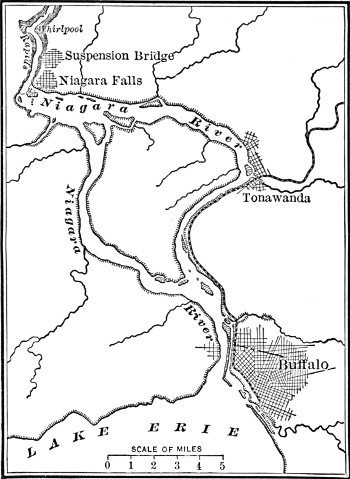 Whirlpool
Rapids
Suspension Bridge
Niagara Falls
Niagara River
Tonawanda
Niagara River
Buffalo
LAKE ERIE
SCALE OF MILES
0 1 2 3 4 5